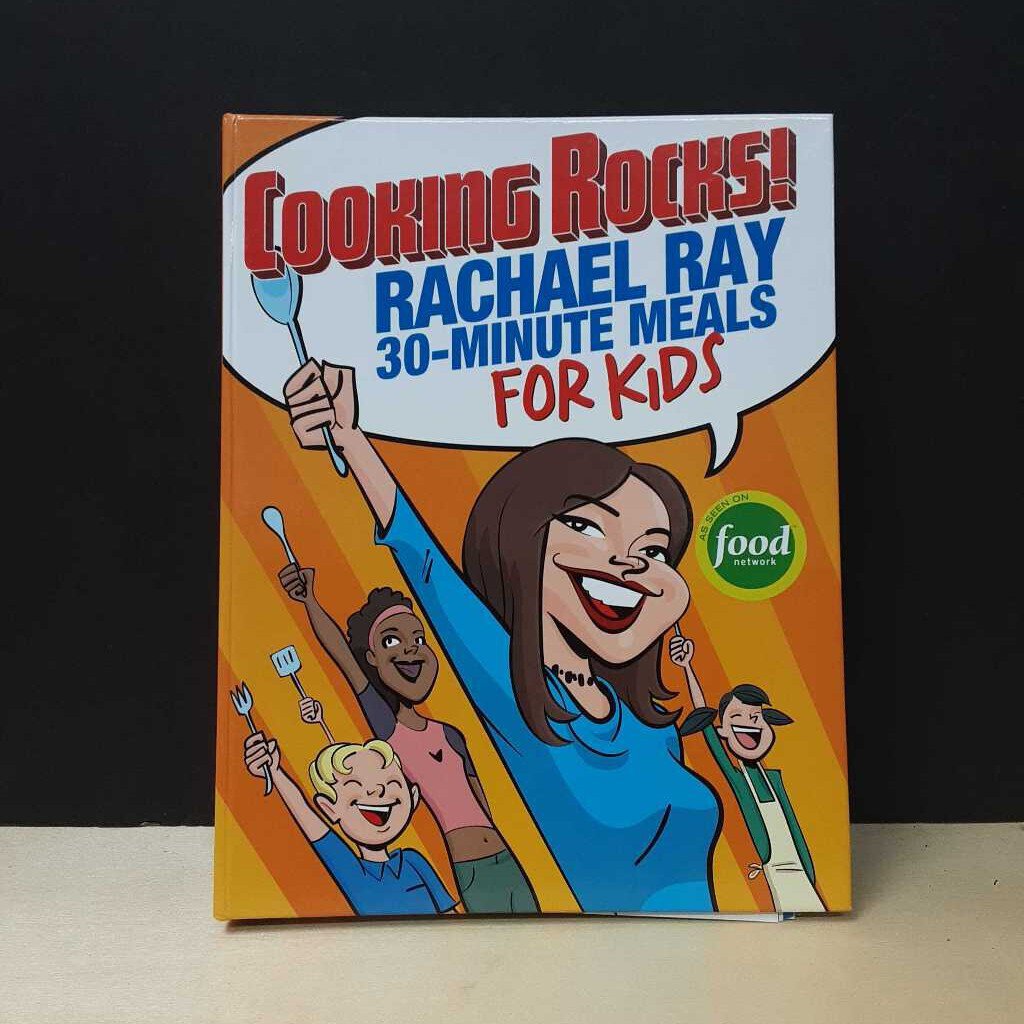 COOKING ROCKS!
RACHAEL RAY
30-MINUTE MEALS
FOR KIDS
AS SEEN ON
food
network